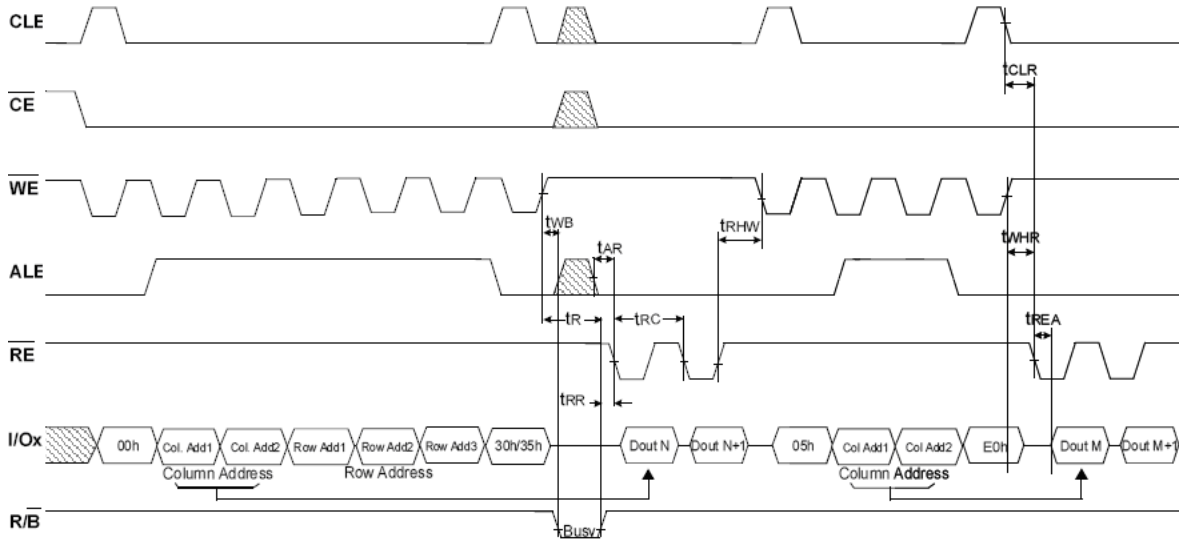 CLE
tCLR
CE
WE
tWB
tRHW
tWHR
tAR
ALE
tR
tRC
tREA
RE
tRR
I/Ox
00h
Col. Add1
Col. Add2
Row Add1
Row Add2
Row Add3
30h/35h
Dout N
Dout N+1
05h
Col Add1
Col Add2
E0h
Dout M
Dout M+1
Column Address
Row Address
Column Address
R/B
Busy